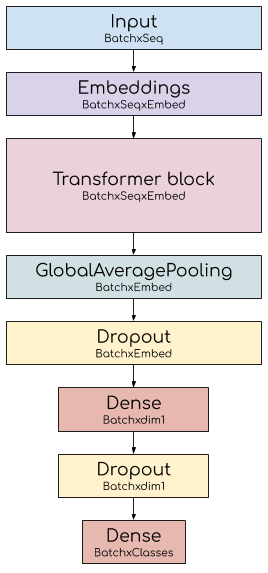 Input
BatchxSeq
Embeddings
BatchxSeqxEmbed
Transformer block
BatchxSeqxEmbed
GlobalAveragePooling
BatchxEmbed
Dropout
BatchxEmbed
Dense
Batchxdim1
Dropout
Batchxdim1
Dense
BatchxClasses